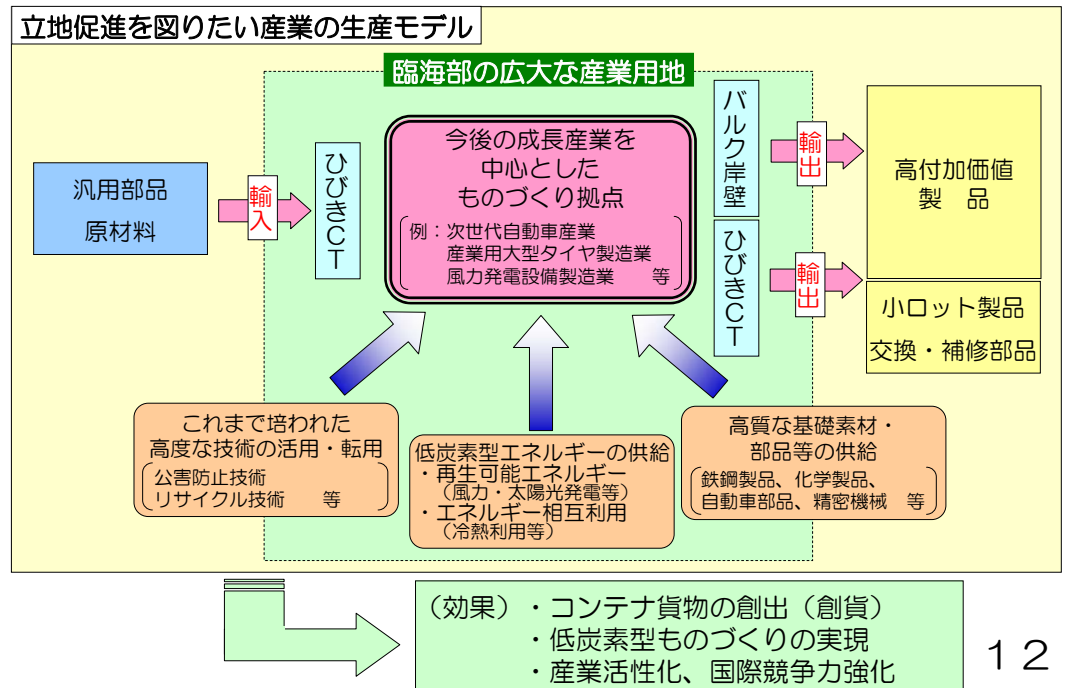 立地促進を図りたい産業の生産モデル
臨海部の広大な産業用地
汎用部品
原材料
輸入
ひびきCT
今後の成長産業を
中心とした
ものづくり拠点
例：次世代自動車産業
産業用大型タイヤ製造業
風力発電設備製造業　等
バルク岸壁
ひびきCT
輸出
輸出
高付加価値
製　品
小ロット製品
交換・補修部品
これまで培われた
高度な技術の活用・転用
公害防止技術
リサイクル技術　等
低炭素型エネルギーの供給
・再生可能エネルギー
（風力・太陽光発電等）
・エネルギー相互利用
（冷熱利用等）
高質な基礎素材・
部品等の供給
鉄鋼製品、化学製品、
自動車部品、精密機械　等
（効果）・コンテナ貨物の創出（創貨）
・低炭素型ものづくりの実現
・産業活性化、国際競争力強化
１２